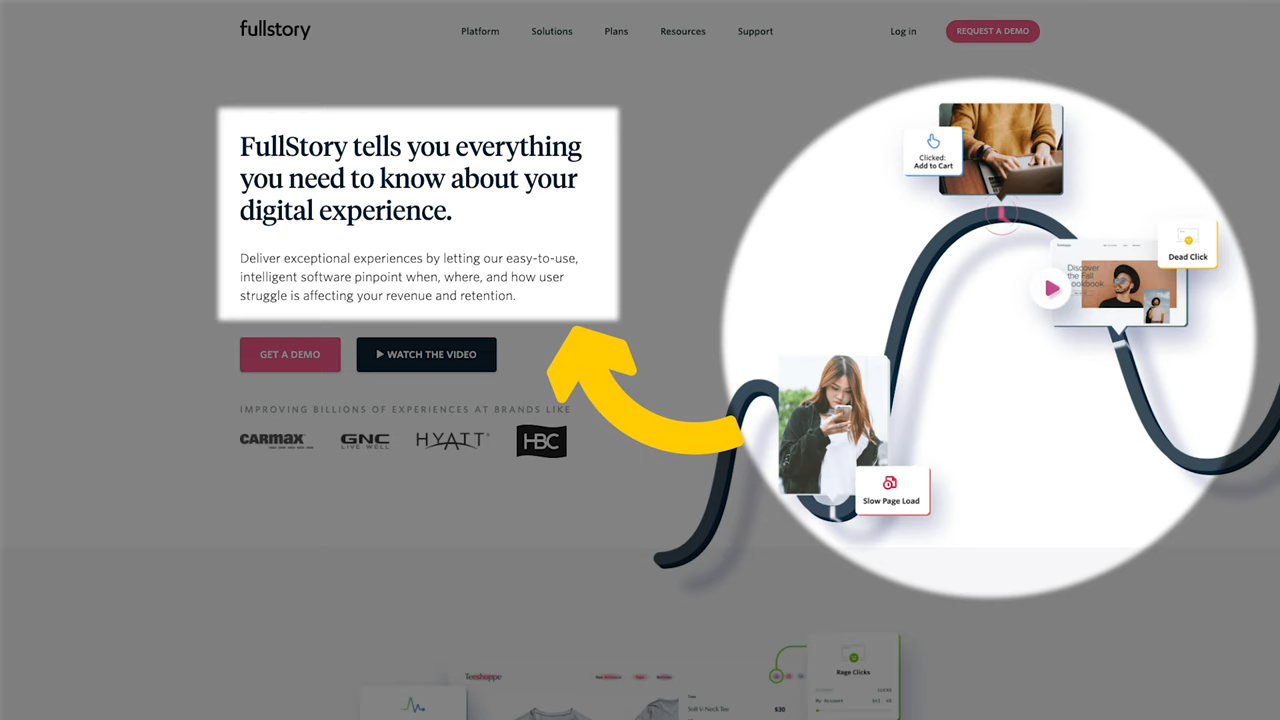 fullstory
Platform
Solutions
Plans
Resources
Support
Log in
REQUEST A DEMO
FullStory tells you everything
you need to know about your
digital experience.
Deliver exceptional experiences by letting our easy-to-use,
intelligent software pinpoint when, where, and how user
struggle is affecting your revenue and retention.
GET A DEMO
WATCH THE VIDEO
IMPROVING BILLIONS OF EXPERIENCES AT BRANDS LIKE
CARMAX
GNC
LIVE WELL
HYATT
HBC
Clicked:
Add to Cart
Dead Click
Discover
the Fall
Lookbook
Slow Page Load
Teeshoppe
Rage Clicks
My Account
Soft V-Neck Tee
$30